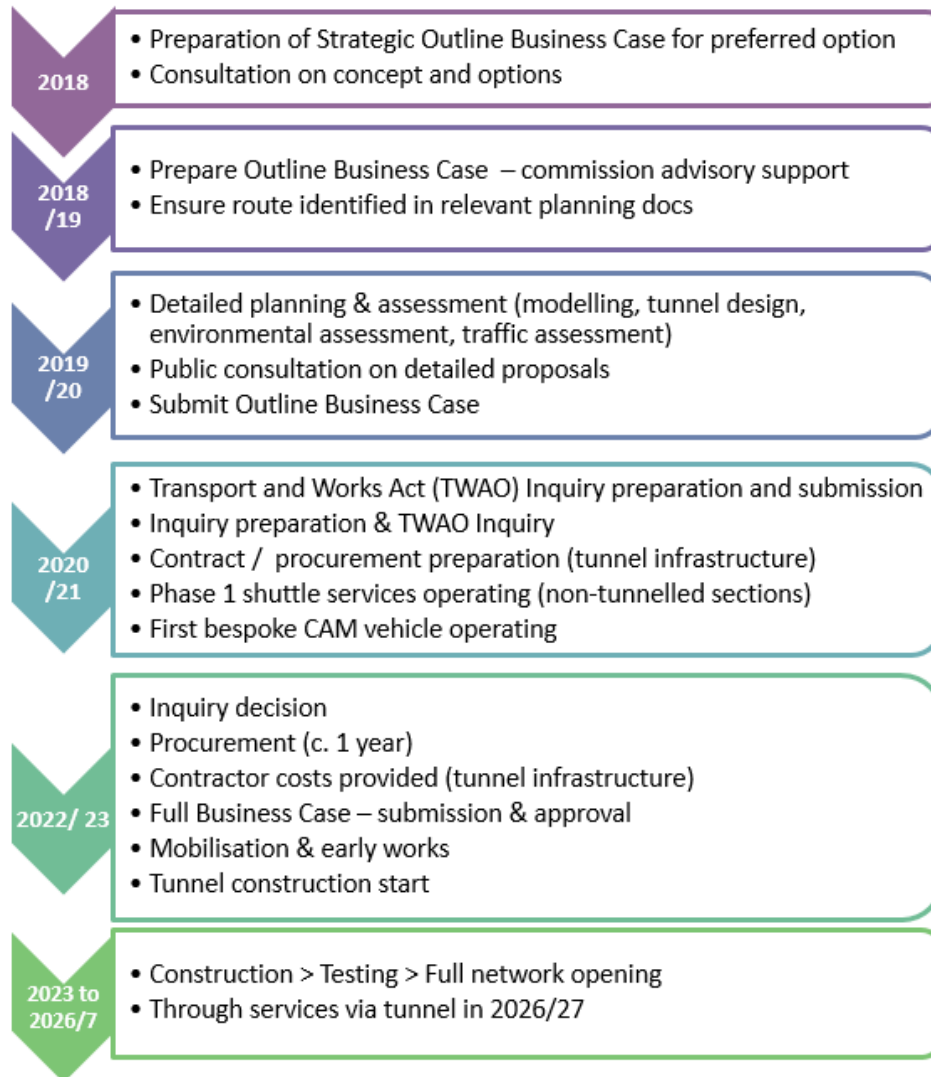 2018
• Preparation of Strategic Outline Business Case for preferred option
• Consultation on concept and options
2018
/19
• Prepare Outline Business Case – commission advisory support
• Ensure route identified in relevant planning docs
2019
/20
• Detailed planning & assessment (modelling, tunnel design,
environmental assessment, traffic assessment)
• Public consultation on detailed proposals
• Submit Outline Business Case
2020
/21
• Transport and Works Act (TWAO) Inquiry preparation and submission
• Inquiry preparation & TWAO Inquiry
• Contract / procurement preparation (tunnel infrastructure)
• Phase 1 shuttle services operating (non-tunnelled sections)
• First bespoke CAM vehicle operating
2022/ 23
• Inquiry decision
• Procurement (c. 1 year)
• Contractor costs provided (tunnel infrastructure)
• Full Business Case – submission & approval
• Mobilisation & early works
• Tunnel construction start
2023 to
2026/7
• Construction > Testing > Full network opening
• Through services via tunnel in 2026/27